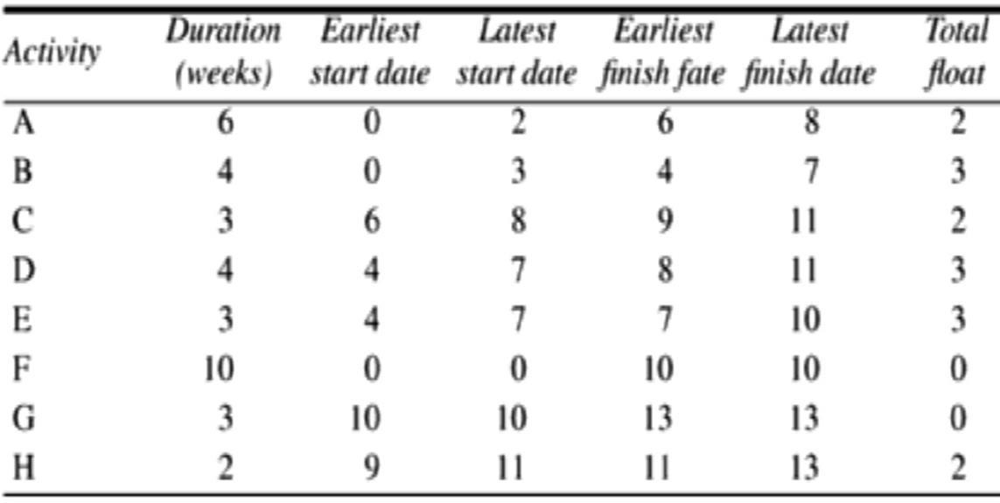 Activity Duration (weeks) Earliest start date Latest start date Earliest finish fate Latest finish date Total float
A 6 0 2 6 8 2
B 4 0 3 4 7 3
C 3 6 8 9 11 2
D 4 4 7 8 11 3
E 3 4 7 7 10 3
F 10 0 0 10 10 0
G 3 10 10 13 13 0
H 2 9 11 11 13 2